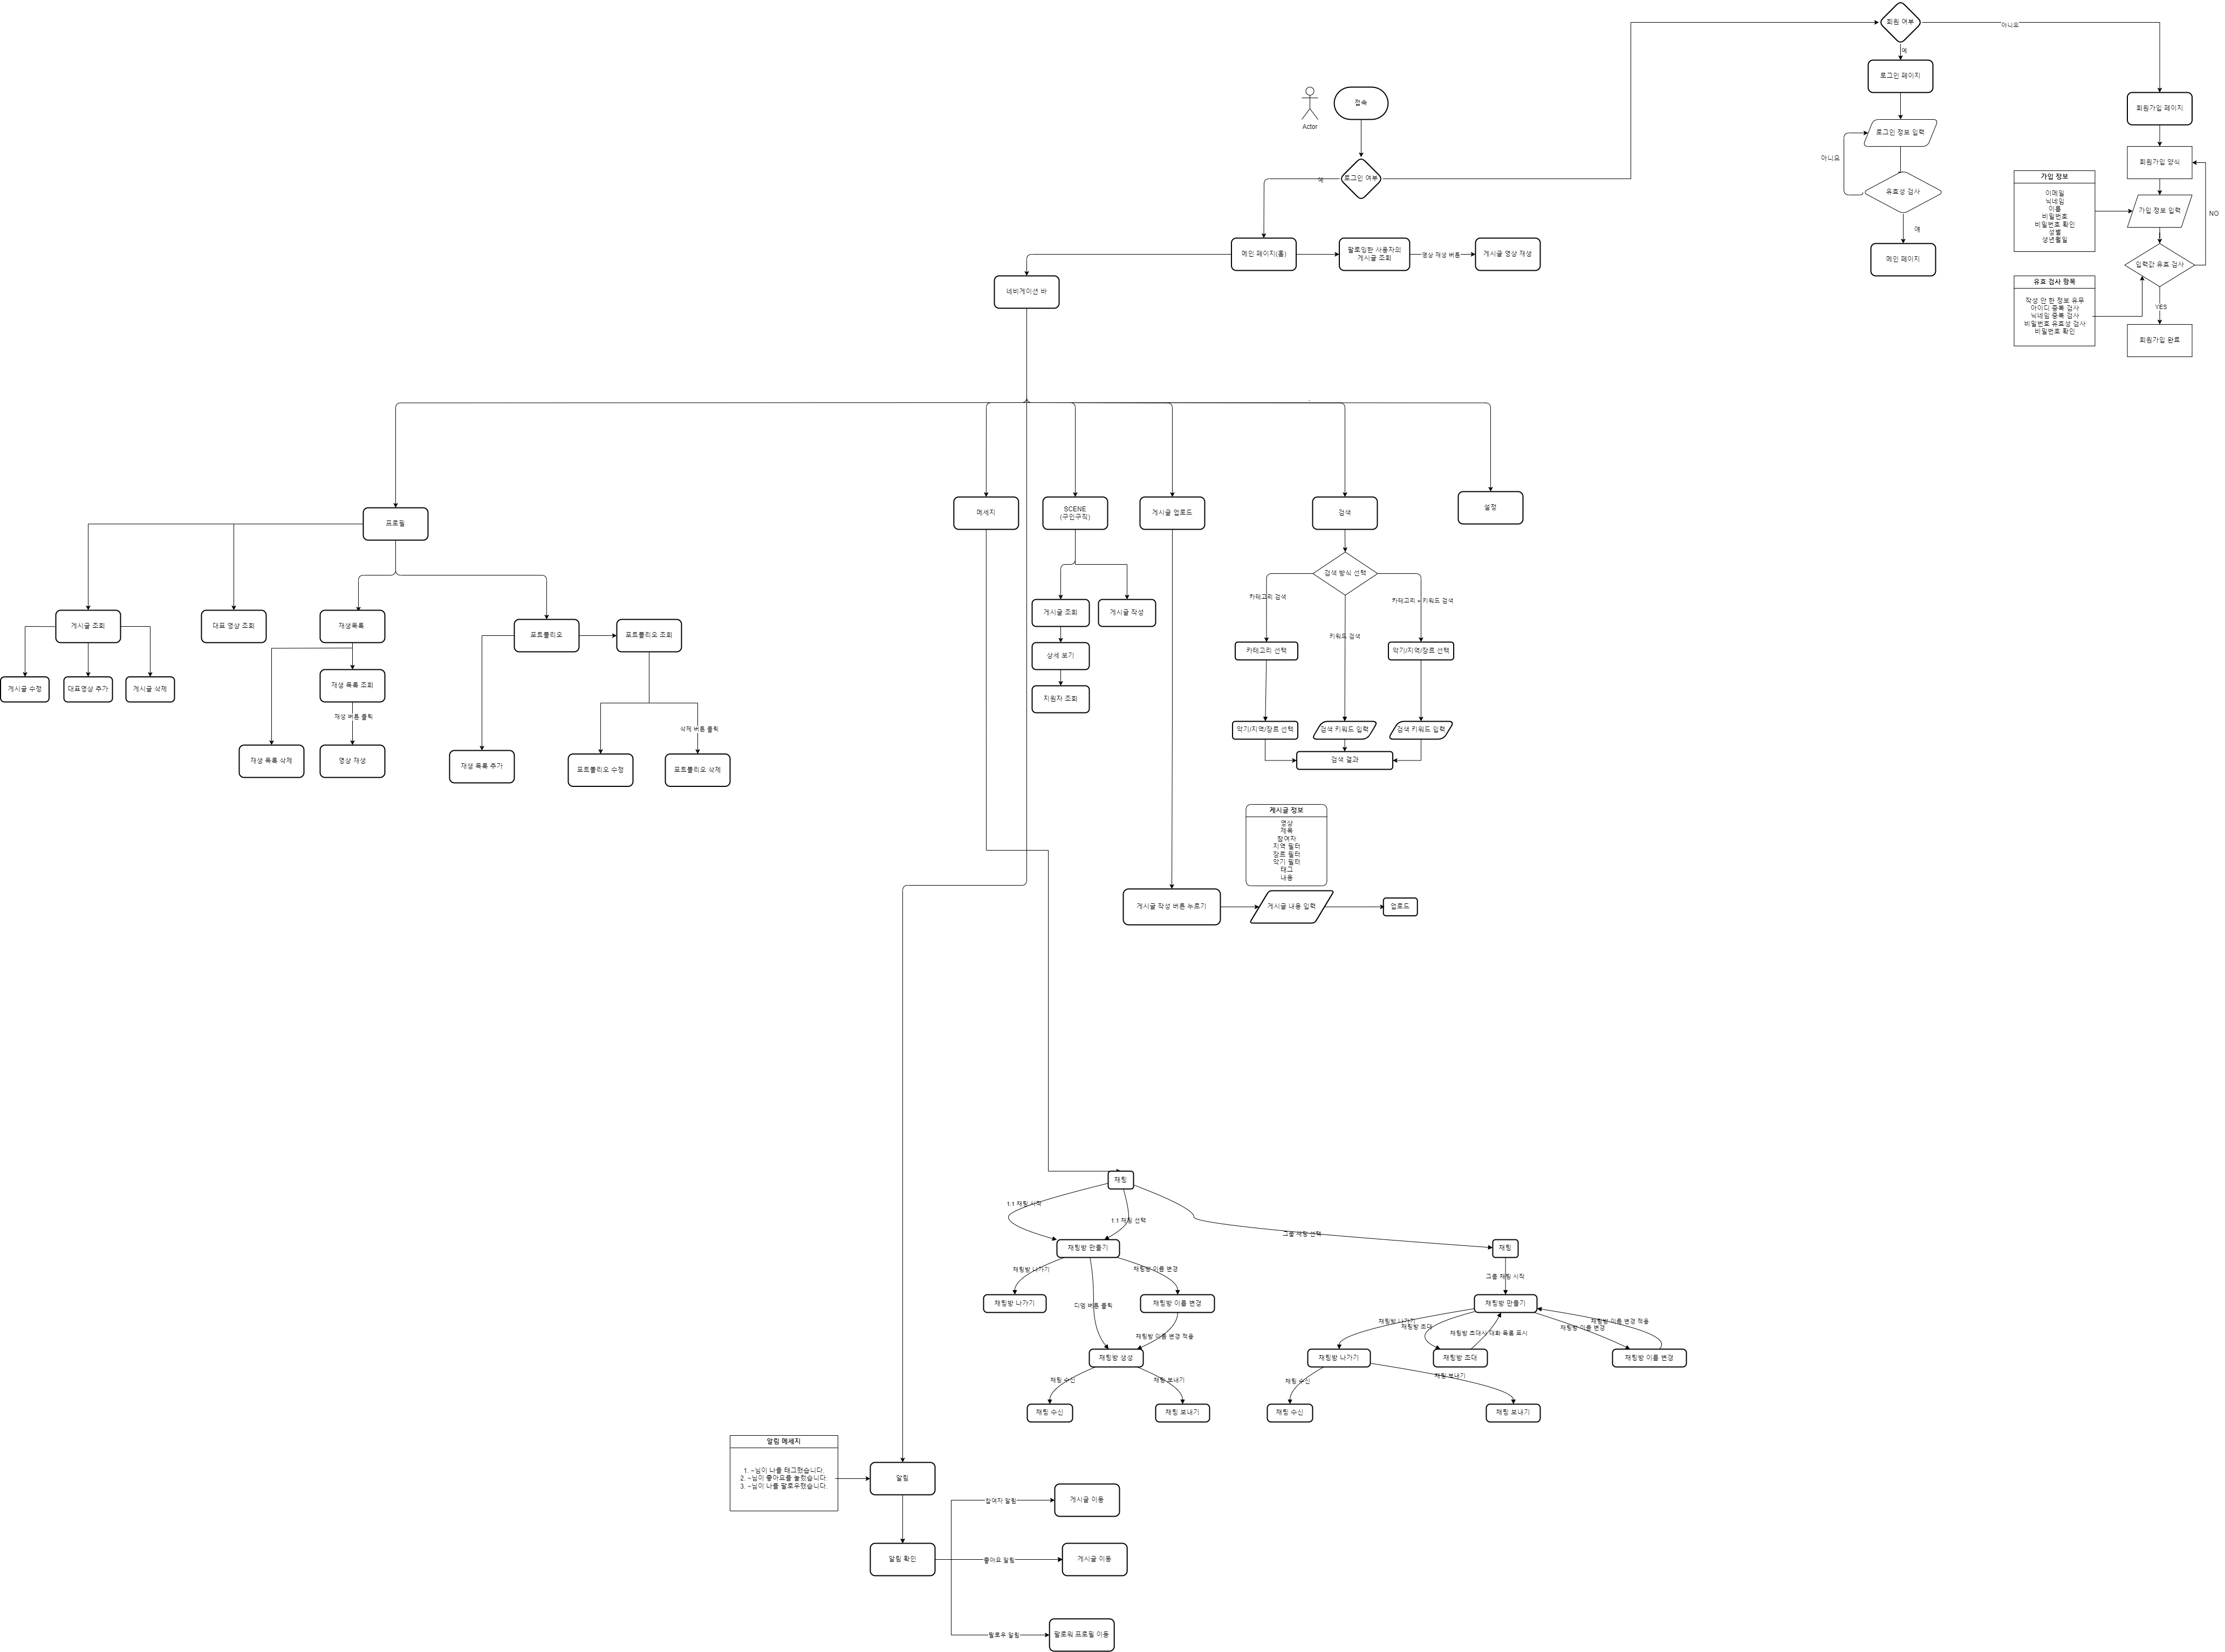 회원 여부
아니요
예
로그인 페이지
접속
Actor
회원가입 페이지
로그인 정보 입력
아니요
회원가입 양식
로그인 여부
예
가입 정보
이메일
닉네임
이름
비밀번호
비밀번호 확인
성별
생년월일
유효성 검사
가입 정보 입력
NO
예
메인 페이지(홈)
팔로잉한 사용자의
게시글 조회
영상 재생 버튼
게시글 영상 재생
메인 페이지
입력값 유효 검사
네비게이션 바
유효 검사 항목
작성 안 한 정보 유무
아이디 중복 검사
닉네임 중복 검사
비밀번호 유효성 검사
비밀번호 확인
YES
회원가입 완료
프로필
메세지
SCENE
(구인구직)
게시글 업로드
검색
설정
검색 방식 선택
카테고리 검색
카테고리 + 키워드 검색
키워드 검색
게시글 조회
대표 영상 조회
재생목록
포트폴리오
포트폴리오 조회
게시글 조회
게시글 작성
카테고리 선택
악기/지역/장르 선택
상세 보기
게시글 수정
대표영상 추가
게시글 삭제
재생 목록 조회
지원자 조회
재생 버튼 클릭
삭제 버튼 클릭
악기/지역/장르 선택
검색 키워드 입력
검색 키워드 입력
재생 목록 삭제
영상 재생
재생 목록 추가
포트폴리오 수정
포트폴리오 삭제
검색 결과
게시글 정보
영상
제목
참여자
지역 필터
장르 필터
악기 필터
태그
내용
게시글 작성 버튼 누르기
게시글 내용 입력
업로드
채팅
1:1 채팅 시작
1:1 채팅 선택
그룹 채팅 선택
채팅방 만들기
채팅
채팅방 나가기
채팅방 이름 변경
그룹 채팅 시작
채팅방 나가기
디엠 버튼 클릭
채팅방 이름 변경
채팅방 만들기
채팅방 나가기
채팅방 초대
채팅방 초대시 대화 목록 표시
채팅방 이름 변경
채팅방 이름 변경 적용
채팅방 이름 변경 적용
채팅방 생성
채팅방 나가기
채팅방 초대
채팅방 이름 변경
채팅 수신
채팅 보내기
채팅 수신
채팅 보내기
채팅 수신
채팅 보내기
채팅 수신
채팅 보내기
알림 메세지
1. ~님이 나를 태그했습니다.
2. ~님이 좋아요를 눌렀습니다.
3. ~님이 나를 팔로우했습니다.
알림
참여자 알림
게시글 이동
알림 확인
좋아요 알림
게시글 이동
팔로우 알림
팔로워 프로필 이동